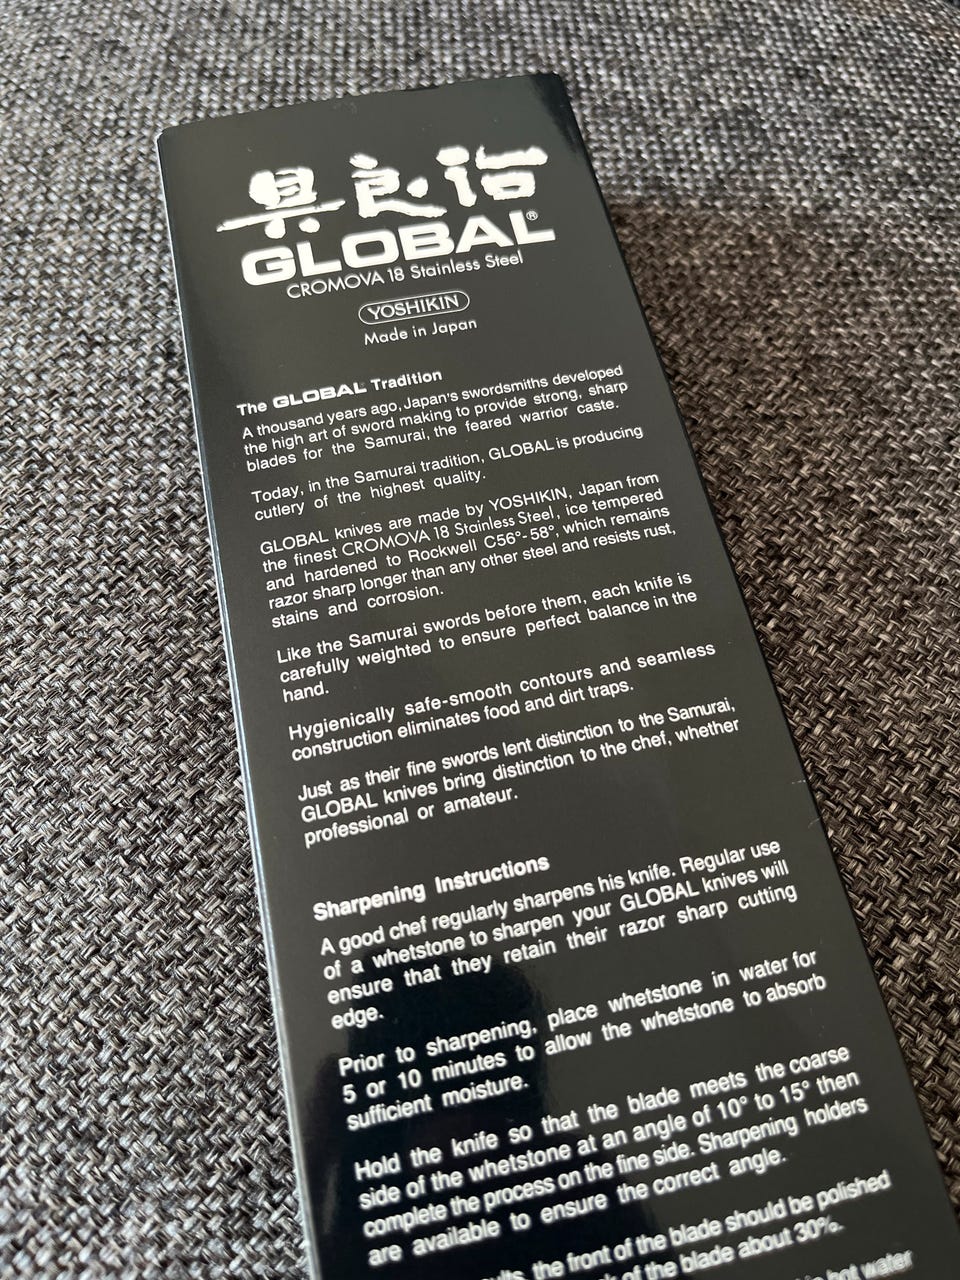 具良治
GLOBAL®
CROMOVA 18 Stainless Steel
YOSHIKIN
Made in Japan
The GLOBAL Tradition
A thousand years ago, Japan's swordsmiths developed
the high art of sword making to provide strong, sharp
blades for the Samurai, the feared warrior caste.
Today, in the Samurai tradition, GLOBAL is producing
cutlery of the highest quality.
GLOBAL knives are made by YOSHIKIN, Japan from
the finest CROMOVA 18 Stainless Steel, ice tempered
and hardened to Rockwell C56°-58°, which remains
razor sharp longer than any other steel and resists rust,
stains and corrosion.
Like the Samurai swords before them, each knife is
carefully weighted to ensure perfect balance in the
hand.
Hygienically safe-smooth contours and seamless
construction eliminates food and dirt traps.
Just as their fine swords lent distinction to the Samurai,
GLOBAL knives bring distinction to the chef, whether
professional or amateur.
Sharpening Instructions
A good chef regularly sharpens his knife. Regular use
of a whetstone to sharpen your GLOBAL knives will
ensure that they retain their razor sharp cutting
edge.
Prior to sharpening, place whetstone in water for
5 or 10 minutes to allow the whetstone to absorb
sufficient moisture.
Hold the knife so that the blade meets the coarse
side of the whetstone at an angle of 10° to 15° then
complete the process on the fine side. Sharpening holders
are available to ensure the correct angle.
the front of the blade should be polished
of the blade about 30%.
hot water